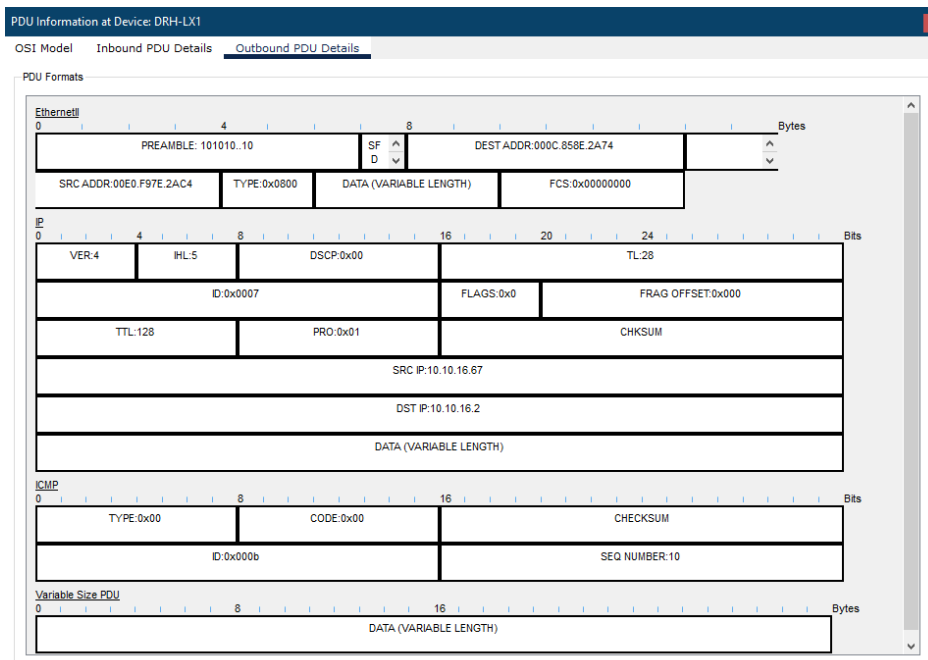 PDU Information at Device: DRH-LX1
OSI Model Inbound PDU Details Outbound PDU Details
PDU Formats
EthernetII
0 4 8 Bytes
PREAMBLE: 101010..10 SF D DEST ADDR:000C.858E.2A74
SRC ADDR:00E0.F97E.2AC4 TYPE:0x0800 DATA (VARIABLE LENGTH) FCS:0x00000000
IP
0 4 8 16 20 24 Bits
VER:4 IHL:5 DSCP:0x00 TL:28
ID:0x0007 FLAGS:0x0 FRAG OFFSET:0x000
TTL:128 PRO:0x01 CHKSUM
SRC IP:10.10.16.67
DST IP:10.10.16.2
DATA (VARIABLE LENGTH)
ICMP
0 8 16 Bits
TYPE:0x00 CODE:0x00 CHECKSUM
ID:0x000b SEQ NUMBER:10
Variable Size PDU
0 8 16 Bytes
DATA (VARIABLE LENGTH)